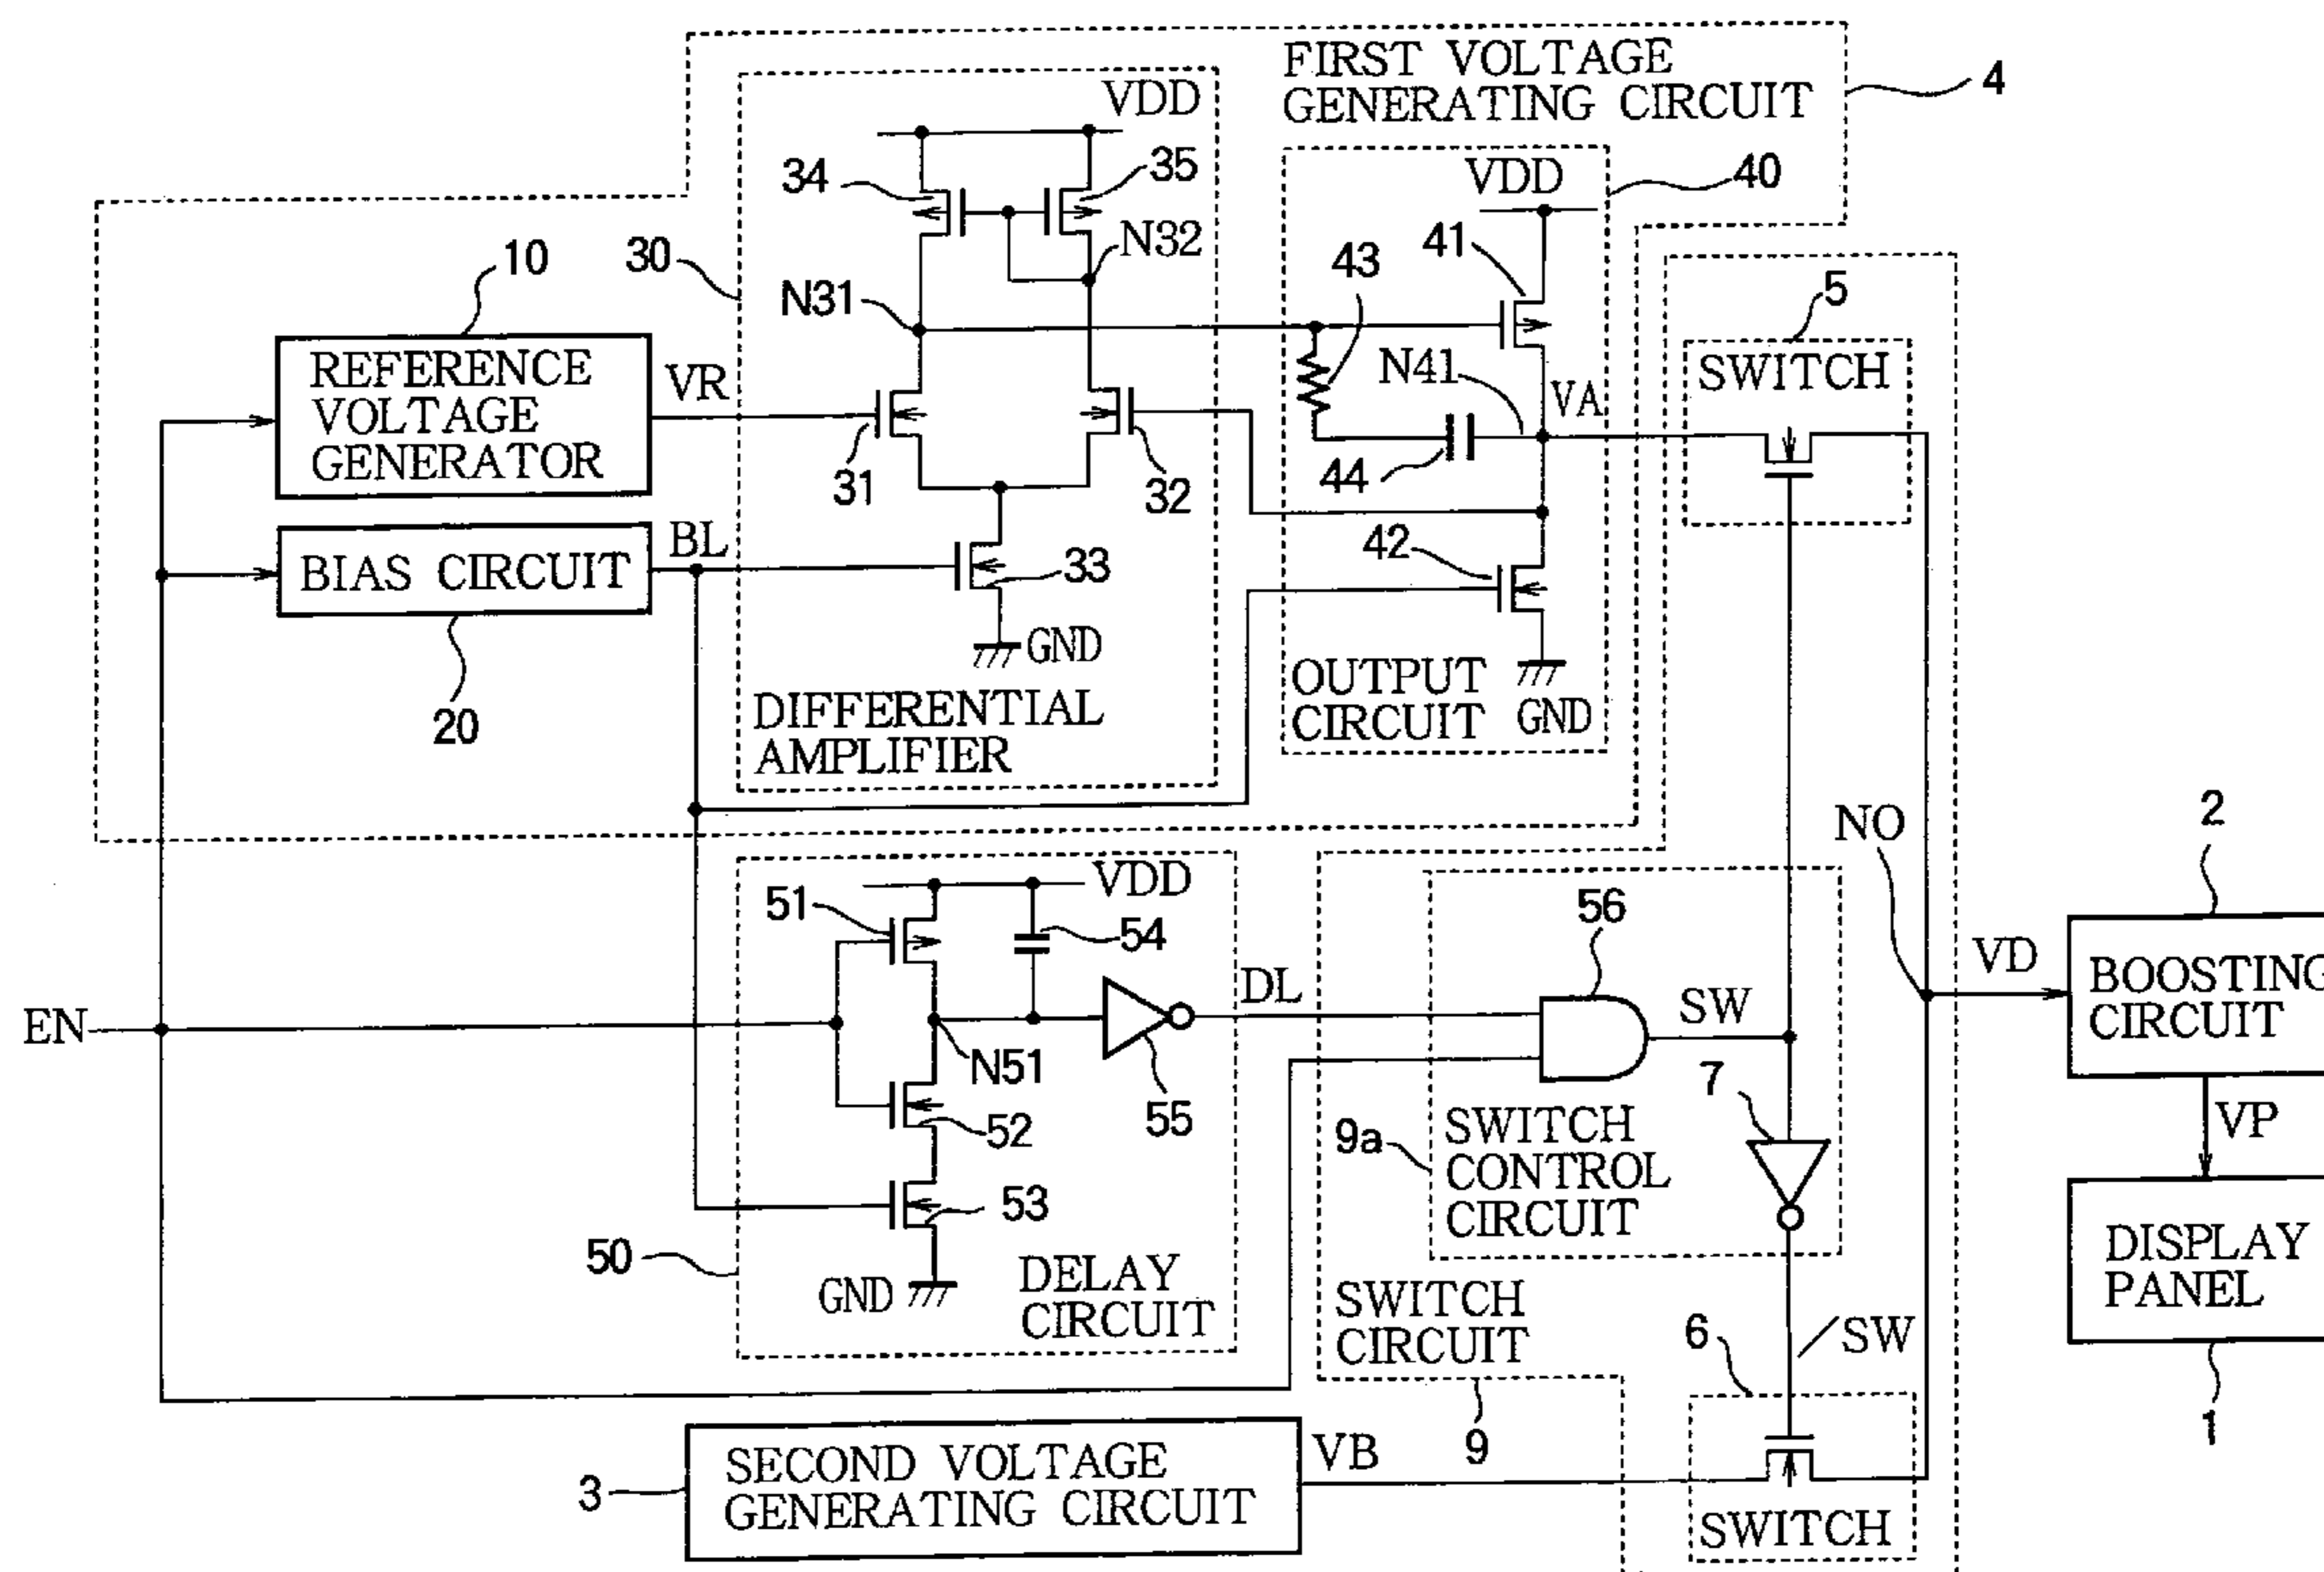 FIRST VOLTAGE
GENERATING CIRCUIT
4
VDD
34
35
VDD
40
30
10
N32
43
41
N31
5
REFERENCE
VOLTAGE
GENERATOR
VR
N41
VA
SWITCH
31
32
44
BIAS CIRCUIT
BL
33
42
GND
20
DIFFERENTIAL
AMPLIFIER
OUTPUT
CIRCUIT
GND
NO
2
VDD
51
54
56
DL
SW
VD
BOOSTING
CIRCUIT
EN
N51
55
7
52
9a
SWITCH
CONTROL
CIRCUIT
VP
53
50
GND
DELAY
CIRCUIT
SWITCH
CIRCUIT
DISPLAY
PANEL
6
SW
9
1
3
SECOND VOLTAGE
GENERATING CIRCUIT
VB
SWITCH